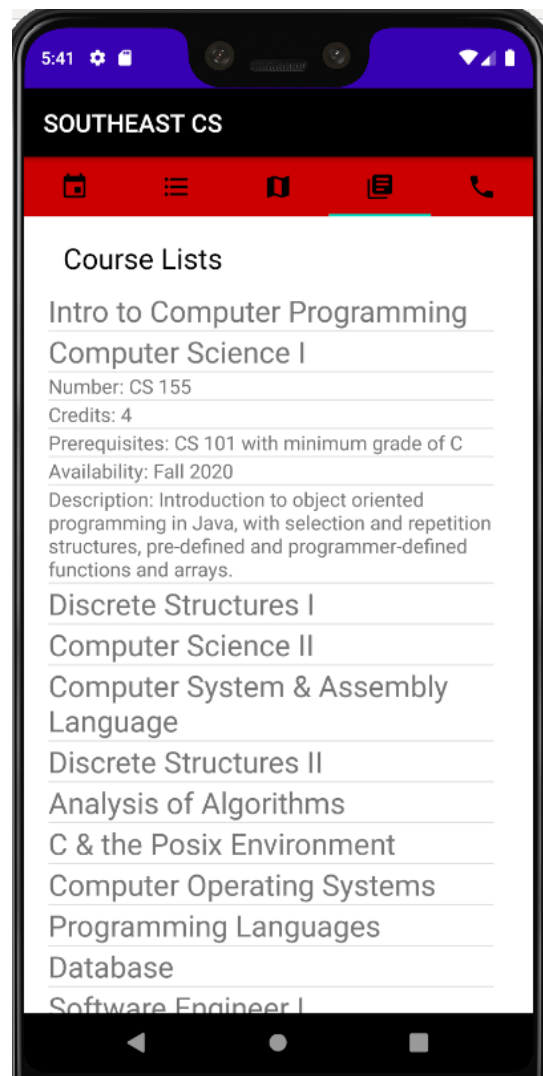 5:41
SOUTHEAST CS
Course Lists
Intro to Computer Programming
Computer Science I
Number: CS 155
Credits: 4
Prerequisites: CS 101 with minimum grade of C
Availability: Fall 2020
Description: Introduction to object oriented
programming in Java, with selection and repetition
structures, pre-defined and programmer-defined
functions and arrays.
Discrete Structures I
Computer Science II
Computer System & Assembly
Language
Discrete Structures II
Analysis of Algorithms
C & the Posix Environment
Computer Operating Systems
Programming Languages
Database
Software Engineer I